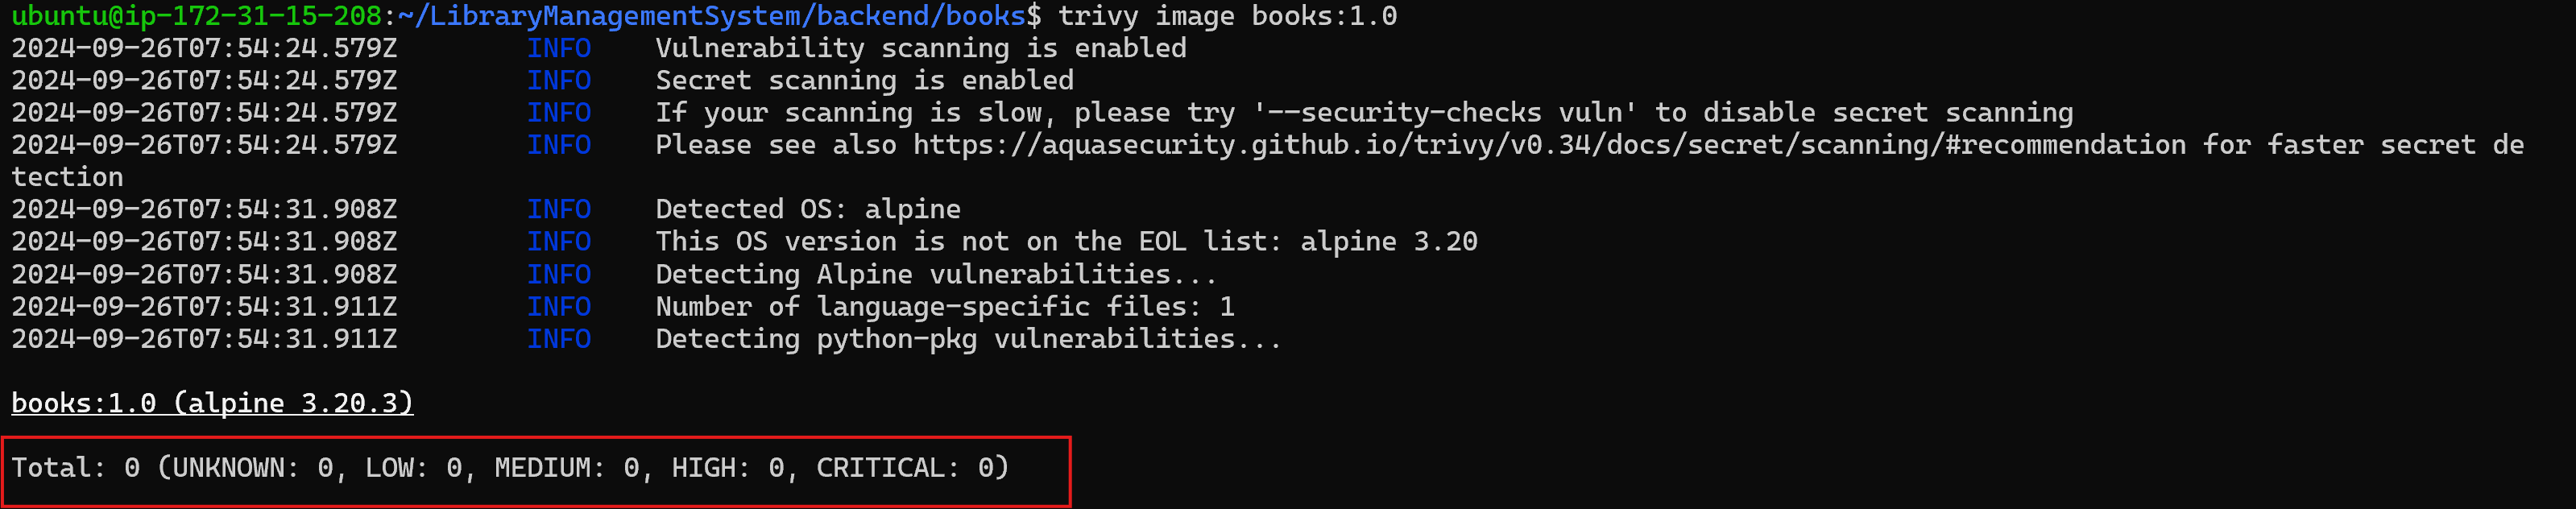 ubuntu@ip-172-31-15-208:~/LibraryManagementSystem/backend/books$ trivy image books:1.0
2024-09-26T07:54:24.579Z        INFO    Vulnerability scanning is enabled
2024-09-26T07:54:24.579Z        INFO    Secret scanning is enabled
2024-09-26T07:54:24.579Z        INFO    If your scanning is slow, please try '--security-checks vuln' to disable secret scanning
2024-09-26T07:54:24.579Z        INFO    Please see also https://aquasecurity.github.io/trivy/v0.34/docs/secret/scanning/#recommendation for faster secret de
tection
2024-09-26T07:54:31.908Z        INFO    Detected OS: alpine
2024-09-26T07:54:31.908Z        INFO    This OS version is not on the EOL list: alpine 3.20
2024-09-26T07:54:31.908Z        INFO    Detecting Alpine vulnerabilities...
2024-09-26T07:54:31.911Z        INFO    Number of language-specific files: 1
2024-09-26T07:54:31.911Z        INFO    Detecting python-pkg vulnerabilities...
books:1.0 (alpine 3.20.3)
Total: 0 (UNKNOWN: 0, LOW: 0, MEDIUM: 0, HIGH: 0, CRITICAL: 0)